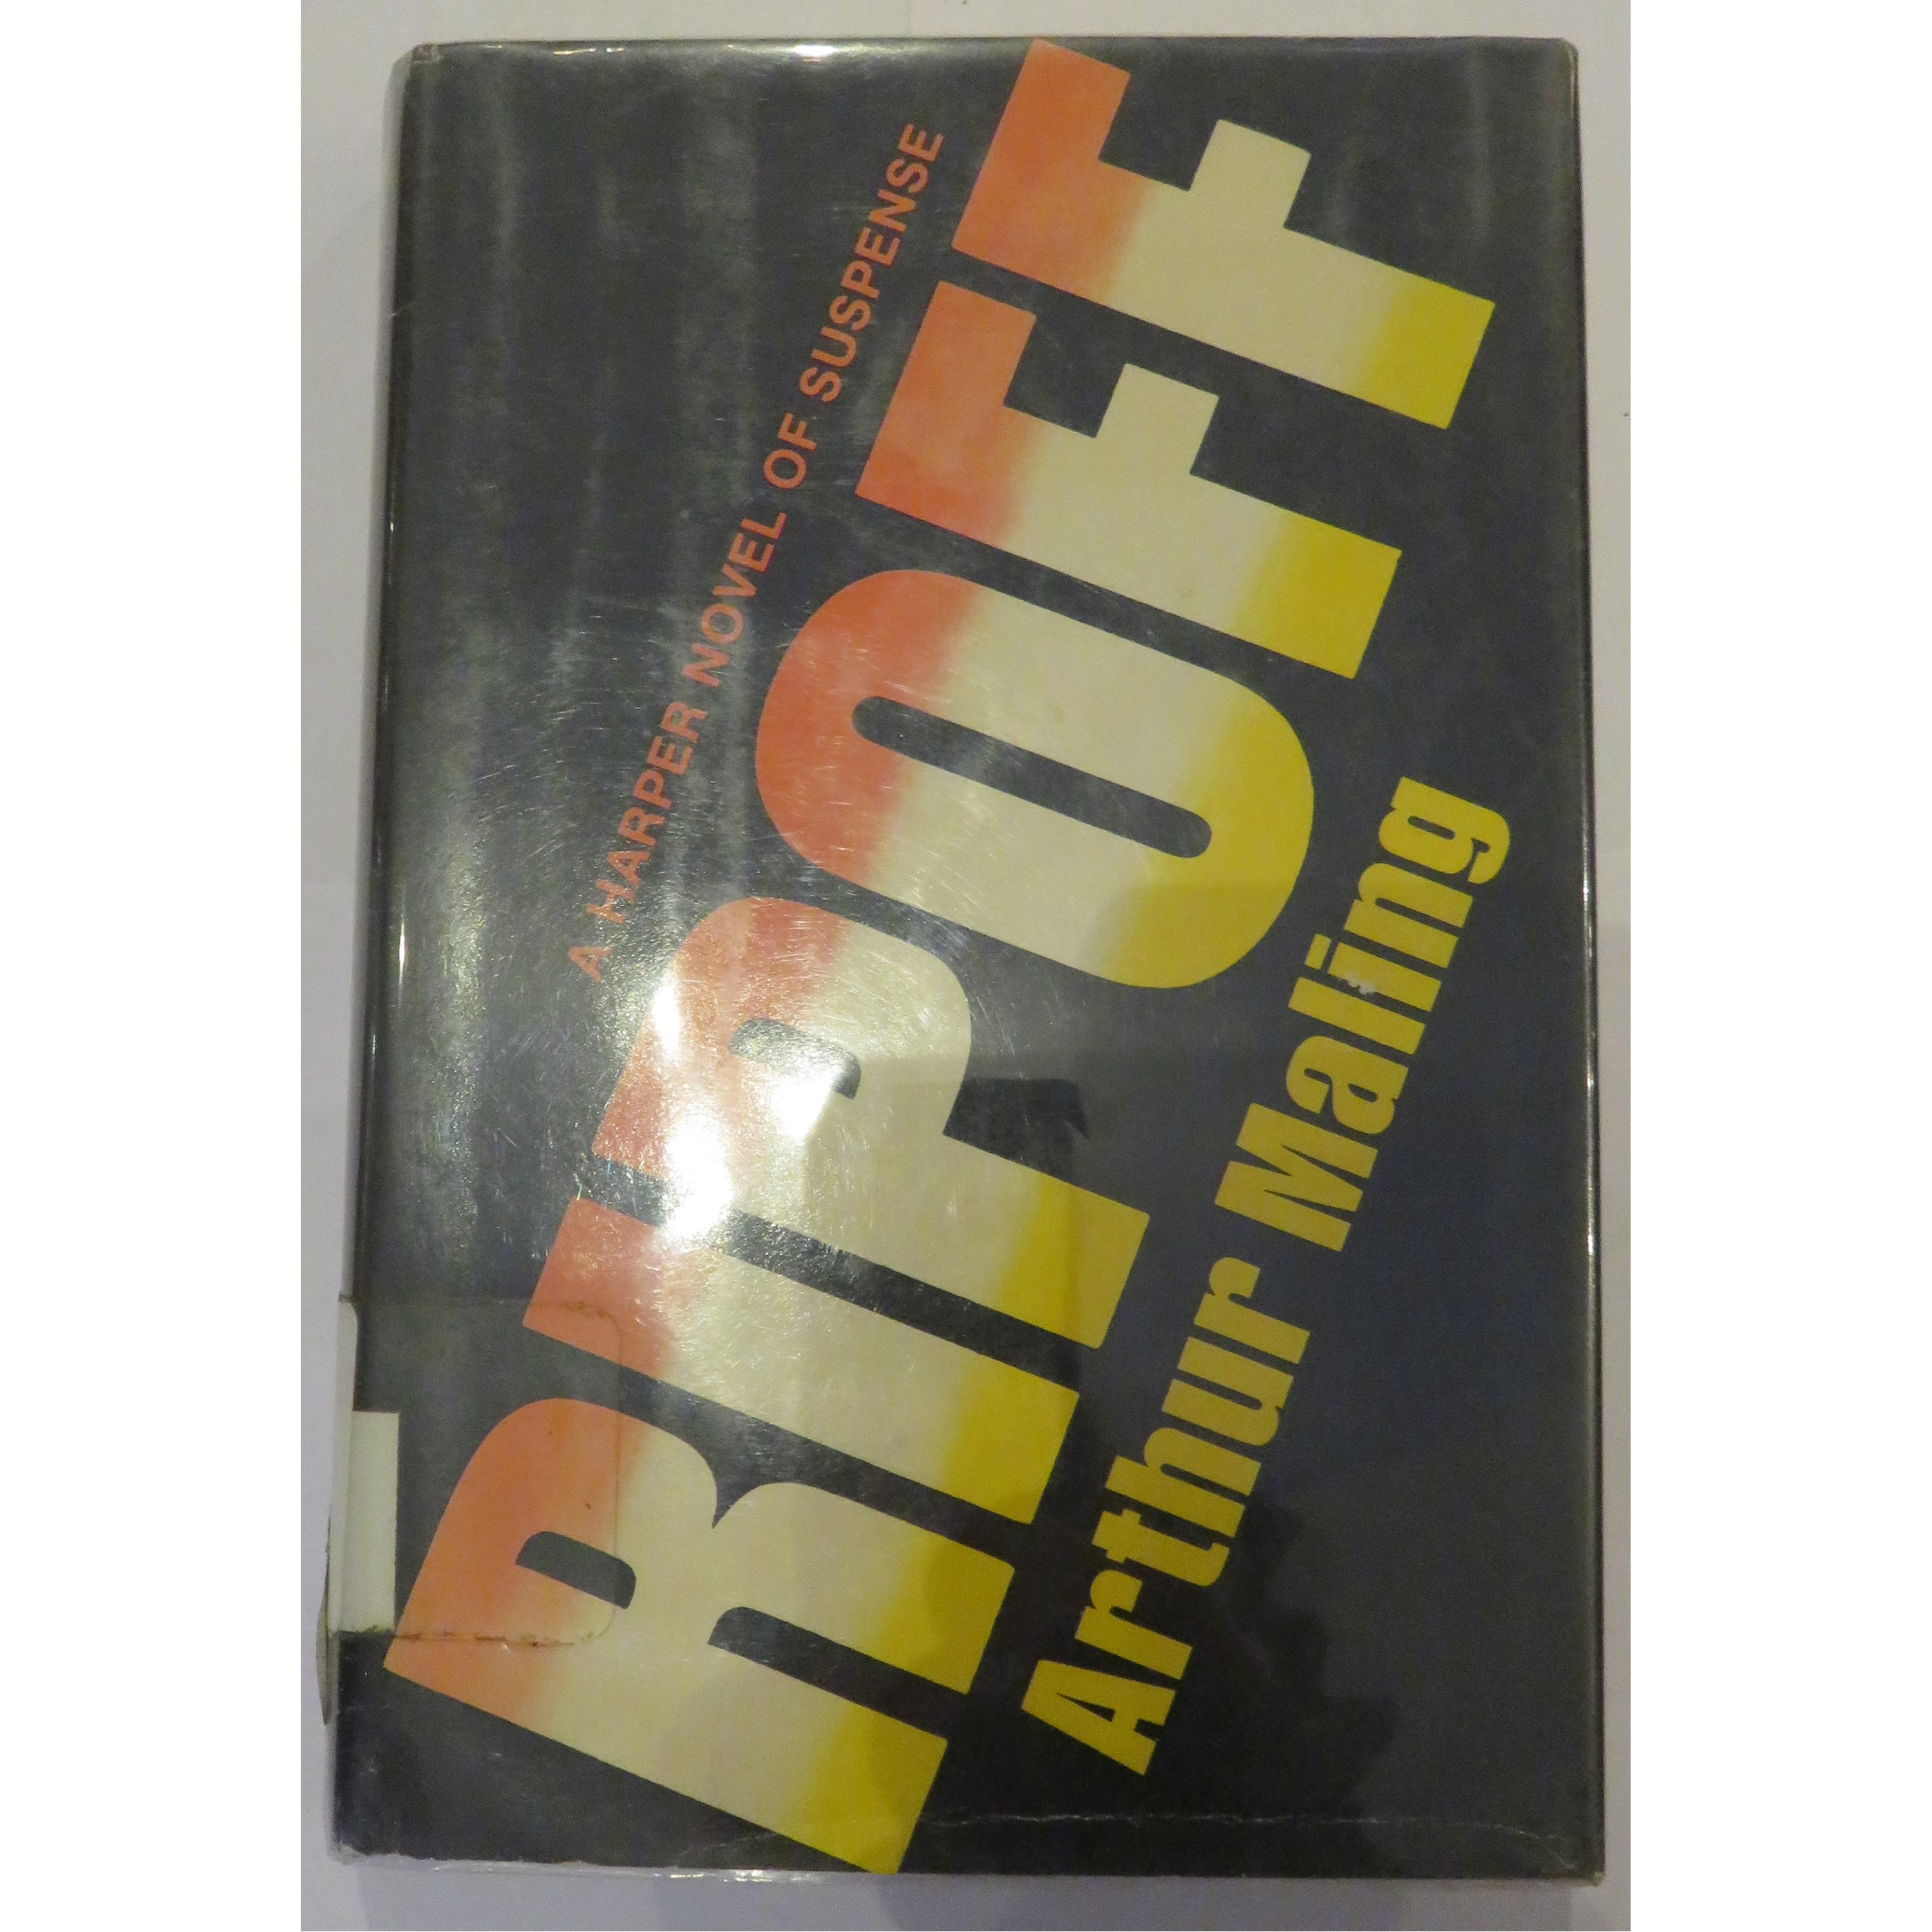 A HARPER NOVEL OF SUSPENSE
RIPOFF
Arthur Maling